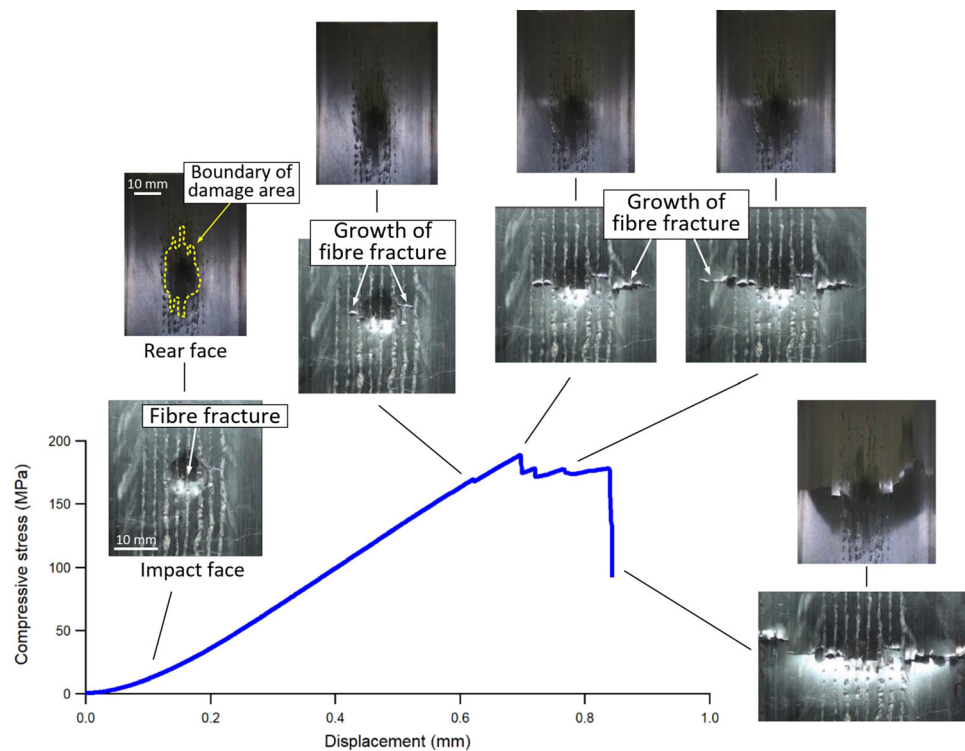 10 mm
Boundary of
damage area
Rear face
Growth of
fibre fracture
Growth of
fibre fracture
Fibre fracture
10 mm
Impact face
Compressive stress (MPa)
200
150
100
50
0
0.0
0.2
0.4
0.6
0.8
1.0
Displacement (mm)